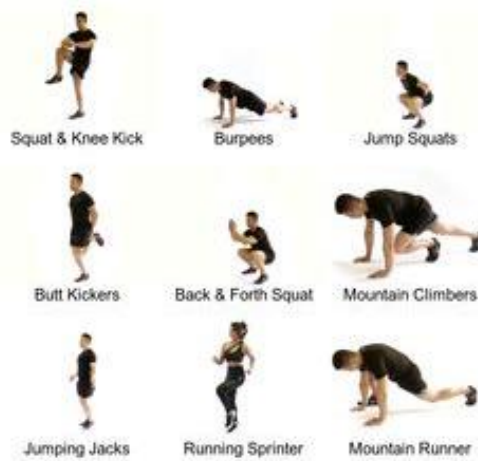 Squat & Knee Kick
Burpees
Jump Squats
Butt Kickers
Back & Forth Squat
Mountain Climbers
Jumping Jacks
Running Sprinter
Mountain Runner